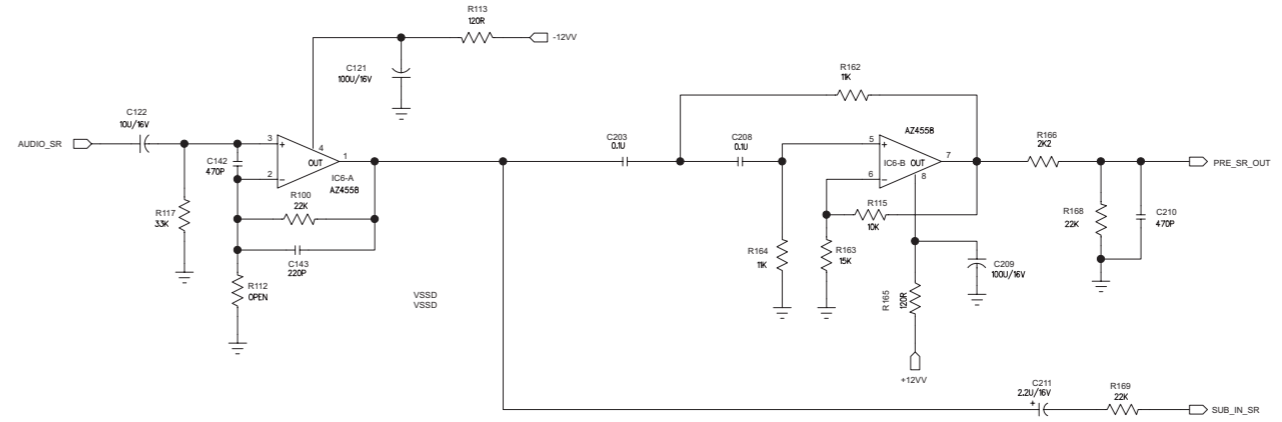 R113
120R
-12VV
C121
100U/16V
R162
11K
C122
10U/16V
AUDIO_SR
C142
470P
3
+
4
OUT
1
2
−
IC6-A
AZ4558
C203
0.1U
C208
0.1U
AZ4558
5
+
IC6-B
OUT
7
6
−
8
R166
2K2
PRE_SR_OUT
R117
33K
R100
22K
C143
220P
R112
OPEN
VSSD
VSSD
R164
11K
R115
10K
R163
15K
R168
22K
C210
470P
C209
100U/16V
R165
120R
+12VV
C211
2.2U/16V
+
R169
22K
SUB_IN_SR